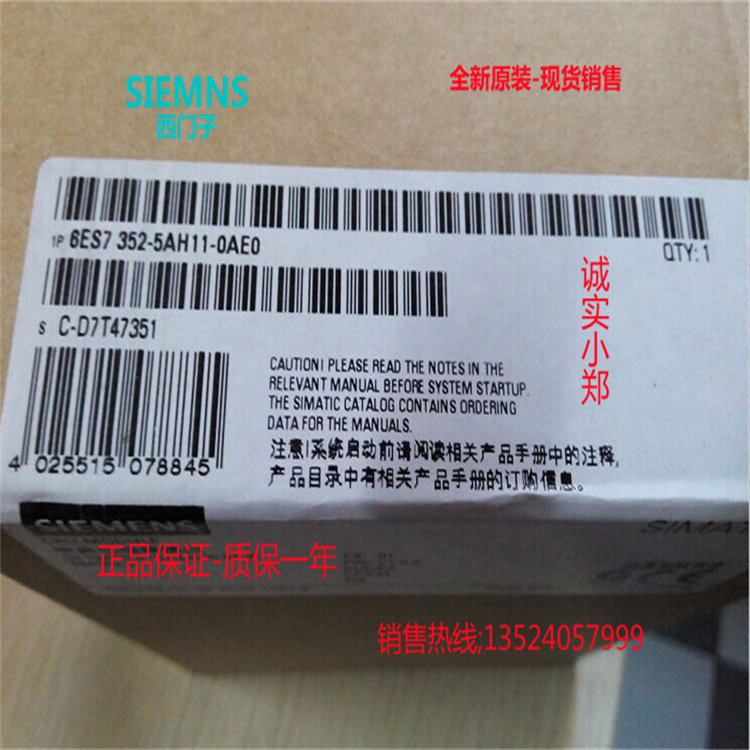 SIEMNS
西门子
全新原装-现货销售
1P 6ES7 352-5AH11-0AE0
QTY: 1
S C-D7T47351
诚实小郑
CAUTION! PLEASE READ THE NOTES IN THE
RELEVANT MANUAL BEFORE SYSTEM STARTUP.
THE SIMATIC CATALOG CONTAINS ORDERING
DATA FOR THE MANUALS.
注意!系统启动前请阅读相关产品手册中的注释,
产品目录中有相关产品手册的订购信息。
4 025515 078845
SIEMENS
正品保证-质保一年
销售热线;13524057999